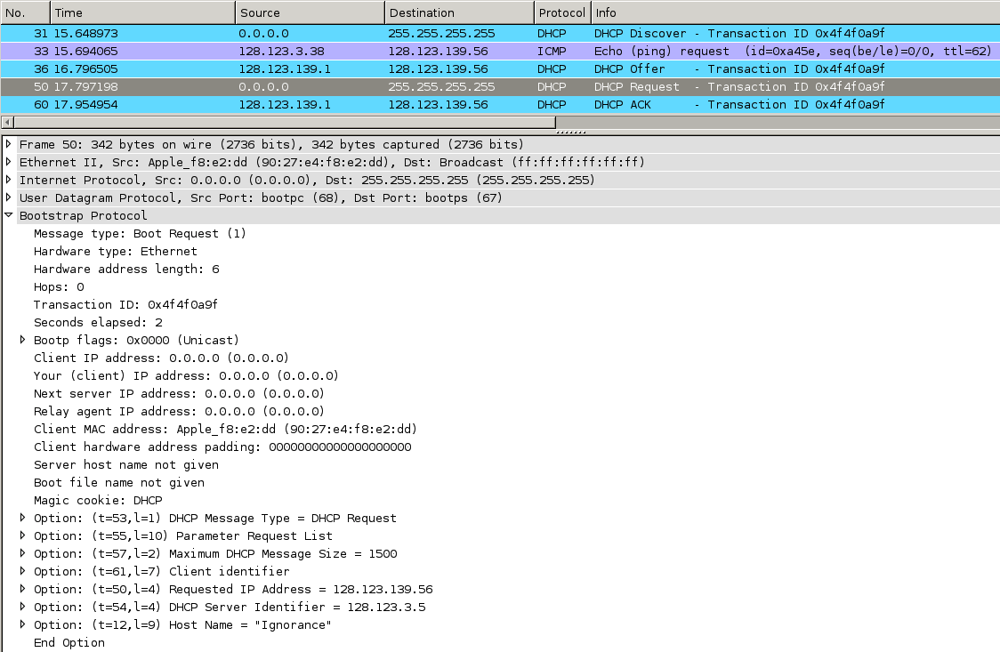 No. Time Source Destination Protocol Info
31 15.648973 0.0.0.0 255.255.255.255 DHCP DHCP Discover - Transaction ID 0x4f4f0a9f
33 15.694065 128.123.3.38 128.123.139.56 ICMP Echo (ping) request (id=0xa45e, seq(be/le)=0/0, ttl=62)
36 16.796505 128.123.139.1 128.123.139.56 DHCP DHCP Offer - Transaction ID 0x4f4f0a9f
50 17.797198 0.0.0.0 255.255.255.255 DHCP DHCP Request - Transaction ID 0x4f4f0a9f
60 17.954954 128.123.139.1 128.123.139.56 DHCP DHCP ACK - Transaction ID 0x4f4f0a9f
Frame 50: 342 bytes on wire (2736 bits), 342 bytes captured (2736 bits)
Ethernet II, Src: Apple_f8:e2:dd (90:27:e4:f8:e2:dd), Dst: Broadcast (ff:ff:ff:ff:ff:ff)
Internet Protocol, Src: 0.0.0.0 (0.0.0.0), Dst: 255.255.255.255 (255.255.255.255)
User Datagram Protocol, Src Port: bootpc (68), Dst Port: bootps (67)
Bootstrap Protocol
Message type: Boot Request (1)
Hardware type: Ethernet
Hardware address length: 6
Hops: 0
Transaction ID: 0x4f4f0a9f
Seconds elapsed: 2
Bootp flags: 0x0000 (Unicast)
Client IP address: 0.0.0.0 (0.0.0.0)
Your (client) IP address: 0.0.0.0 (0.0.0.0)
Next server IP address: 0.0.0.0 (0.0.0.0)
Relay agent IP address: 0.0.0.0 (0.0.0.0)
Client MAC address: Apple_f8:e2:dd (90:27:e4:f8:e2:dd)
Client hardware address padding: 00000000000000000000
Server host name not given
Boot file name not given
Magic cookie: DHCP
Option: (t=53,l=1) DHCP Message Type = DHCP Request
Option: (t=55,l=10) Parameter Request List
Option: (t=57,l=2) Maximum DHCP Message Size = 1500
Option: (t=61,l=7) Client identifier
Option: (t=50,l=4) Requested IP Address = 128.123.139.56
Option: (t=54,l=4) DHCP Server Identifier = 128.123.3.5
Option: (t=12,l=9) Host Name = "Ignorance"
End Option